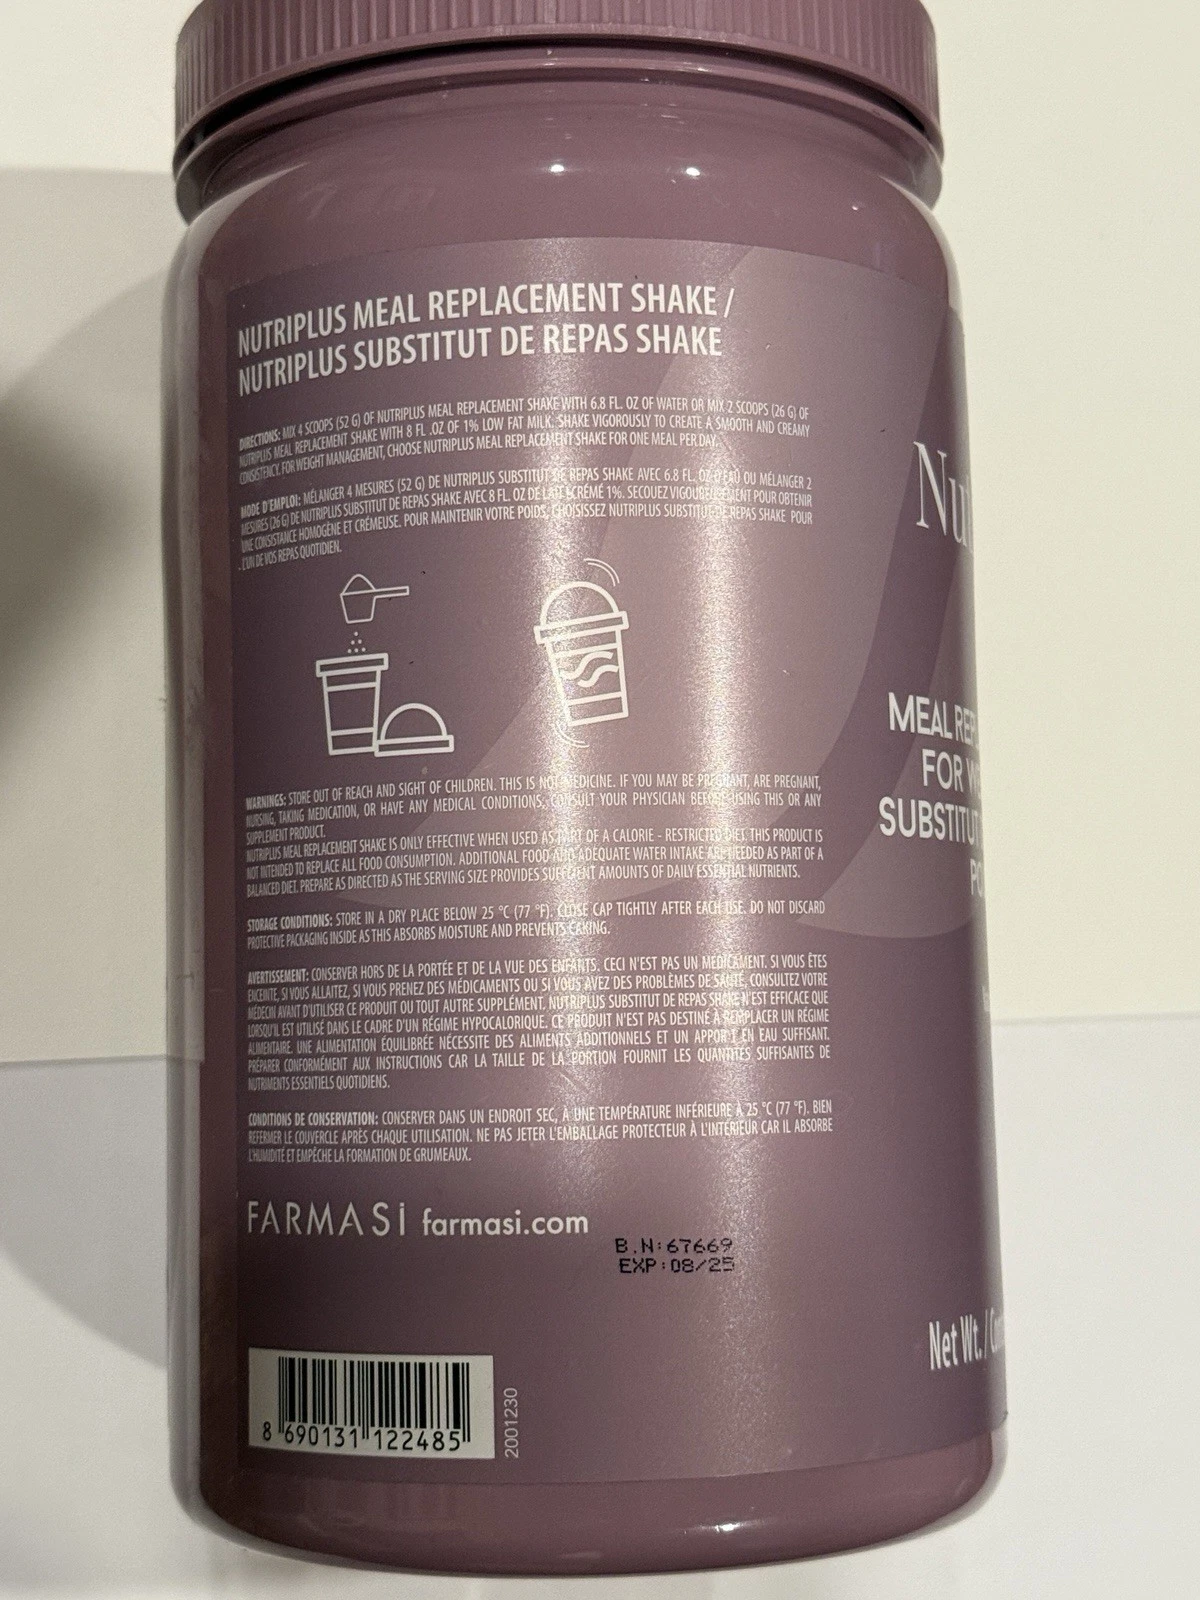 NUTRIPLUS MEAL REPLACEMENT SHAKE /
NUTRIPLUS SUBSTITUT DE REPAS SHAKE
DIRECTIONS: MIX 4 SCOOPS (52 G) OF NUTRIPLUS MEAL REPLACEMENT SHAKE WITH 6.8 FL. OZ OF WATER OR MIX 2 SCOOPS (26 G) OF
NUTRIPLUS MEAL REPLACEMENT SHAKE WITH 8 FL .OZ OF 1% LOW FAT MILK. SHAKE VIGOROUSLY TO CREATE A SMOOTH AND CREAMY
CONSISTENCY. FOR WEIGHT MANAGEMENT, CHOOSE NUTRIPLUS MEAL REPLACEMENT SHAKE FOR ONE MEAL PER DAY.
MODE D'EMPLOI: MÉLANGER 4 MESURES (52 G) DE NUTRIPLUS SUBSTITUT DE REPAS SHAKE AVEC 6.8 FL. OZ D'EAU OU MÉLANGER 2
MESURES (26 G) DE NUTRIPLUS SUBSTITUT DE REPAS SHAKE AVEC 8 FL. OZ DE LAIT ÉCRÉMÉ 1%. SECOUEZ VIGOUREUSEMENT POUR OBTENIR
UNE CONSISTANCE HOMOGÈNE ET CRÉMEUSE. POUR MAINTENIR VOTRE POIDS, CHOISISSEZ NUTRIPLUS SUBSTITUT DE REPAS SHAKE POUR
L'UN DE VOS REPAS QUOTIDIEN.
WARNINGS: STORE OUT OF REACH AND SIGHT OF CHILDREN. THIS IS NOT MEDICINE. IF YOU MAY BE PREGNANT, ARE PREGNANT,
NURSING, TAKING MEDICATION, OR HAVE ANY MEDICAL CONDITIONS, CONSULT YOUR PHYSICIAN BEFORE USING THIS OR ANY
SUPPLEMENT PRODUCT.
NUTRIPLUS MEAL REPLACEMENT SHAKE IS ONLY EFFECTIVE WHEN USED AS PART OF A CALORIE - RESTRICTED DIET. THIS PRODUCT IS
NOT INTENDED TO REPLACE ALL FOOD CONSUMPTION. ADDITIONAL FOOD AND ADEQUATE WATER INTAKE ARE NEEDED AS PART OF A
BALANCED DIET. PREPARE AS DIRECTED AS THE SERVING SIZE PROVIDES SUFFICIENT AMOUNTS OF DAILY ESSENTIAL NUTRIENTS.
STORAGE CONDITIONS: STORE IN A DRY PLACE BELOW 25 °C (77 °F). CLOSE CAP TIGHTLY AFTER EACH USE. DO NOT DISCARD
PROTECTIVE PACKAGING INSIDE AS THIS ABSORBS MOISTURE AND PREVENTS CAKING.
AVERTISSEMENT: CONSERVER HORS DE LA PORTÉE ET DE LA VUE DES ENFANTS. CECI N'EST PAS UN MÉDICAMENT. SI VOUS ÊTES
ENCEINTE, SI VOUS ALLAITEZ, SI VOUS PRENEZ DES MÉDICAMENTS OU SI VOUS AVEZ DES PROBLÈMES DE SANTÉ, CONSULTEZ VOTRE
MÉDECIN AVANT D'UTILISER CE PRODUIT OU TOUT AUTRE SUPPLÉMENT. NUTRIPLUS SUBSTITUT DE REPAS SHAKE N'EST EFFICACE QUE
LORSQU'IL EST UTILISÉ DANS LE CADRE D'UN RÉGIME HYPOCALORIQUE. CE PRODUIT N'EST PAS DESTINÉ À REMPLACER UN RÉGIME
ALIMENTAIRE. UNE ALIMENTATION ÉQUILIBRÉE NÉCESSITE DES ALIMENTS ADDITIONNELS ET UN APPORT EN EAU SUFFISANT.
PRÉPARER CONFORMÉMENT AUX INSTRUCTIONS CAR LA TAILLE DE LA PORTION FOURNIT LES QUANTITÉS SUFFISANTES DE
NUTRIMENTS ESSENTIELS QUOTIDIENS.
CONDITIONS DE CONSERVATION: CONSERVER DANS UN ENDROIT SEC, À UNE TEMPÉRATURE INFÉRIEURE À 25 °C (77 °F). BIEN
REFERMER LE COUVERCLE APRÈS CHAQUE UTILISATION. NE PAS JETER L'EMBALLAGE PROTECTEUR À L'INTÉRIEUR CAR IL ABSORBE
L'HUMIDITÉ ET EMPÊCHE LA FORMATION DE GRUMEAUX.
FARMASİ farmasi.com
B.N:67669
EXP:08/25
8 690131 122485
2001230
Nu
MEAL REP
FOR W
SUBSTITUT
PO
Net Wt. / Con